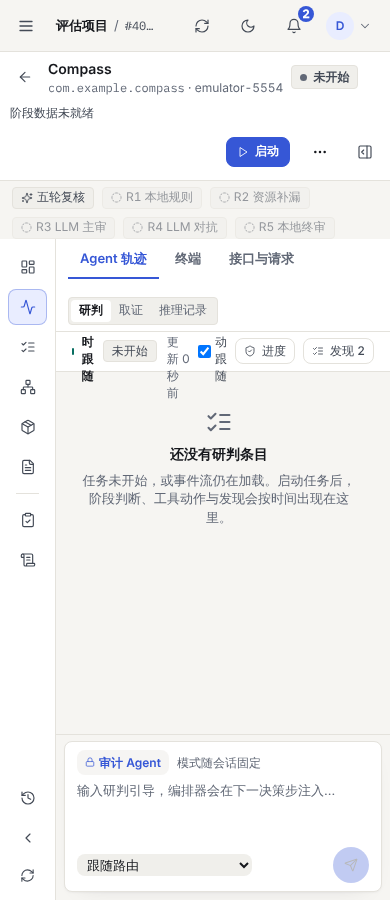 评估项目 / #40…
2
D
Compass
com.example.compass · emulator-5554
未开始
阶段数据未就绪
启动
五轮复核
R1 本地规则
R2 资源补漏
R3 LLM 主审
R4 LLM 对抗
R5 本地终审
Agent 轨迹
终端
接口与请求
研判
取证
推理记录
时
跟
随
未开始
更
新 0
秒
前
动
跟
随
进度
发现 2
还没有研判条目
任务未开始，或事件流仍在加载。启动任务后，
阶段判断、工具动作与发现会按时间出现在这
里。
审计 Agent
模式随会话固定
输入研判引导，编排器会在下一决策步注入…
跟随路由